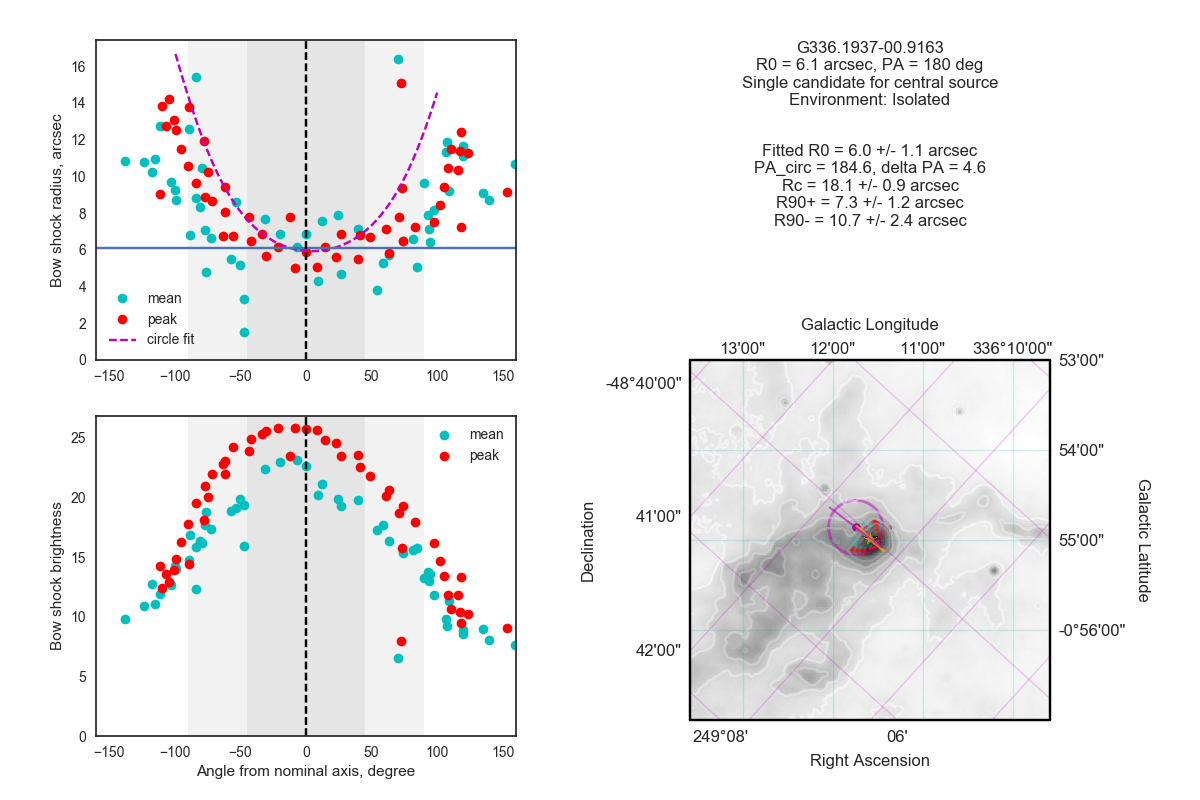 16
14
12
10
8
6
4
2
0
Bow shock radius, arcsec
mean
peak
circle fit
−150
−100
−50
0
50
100
150
25
20
15
10
5
0
Bow shock brightness
mean
peak
−150
−100
−50
0
50
100
150
Angle from nominal axis, degree
G336.1937-00.9163
R0 = 6.1 arcsec, PA = 180 deg
Single candidate for central source
Environment: Isolated
Fitted R0 = 6.0 +/- 1.1 arcsec
PA_circ = 184.6, delta PA = 4.6
Rc = 18.1 +/- 0.9 arcsec
R90+ = 7.3 +/- 1.2 arcsec
R90- = 10.7 +/- 2.4 arcsec
Galactic Longitude
13'00"
12'00"
11'00"
336°10'00"
-48°40'00"
41'00"
42'00"
Declination
53'00"
54'00"
55'00"
-0°56'00"
Galactic Latitude
249°08'
06'
Right Ascension